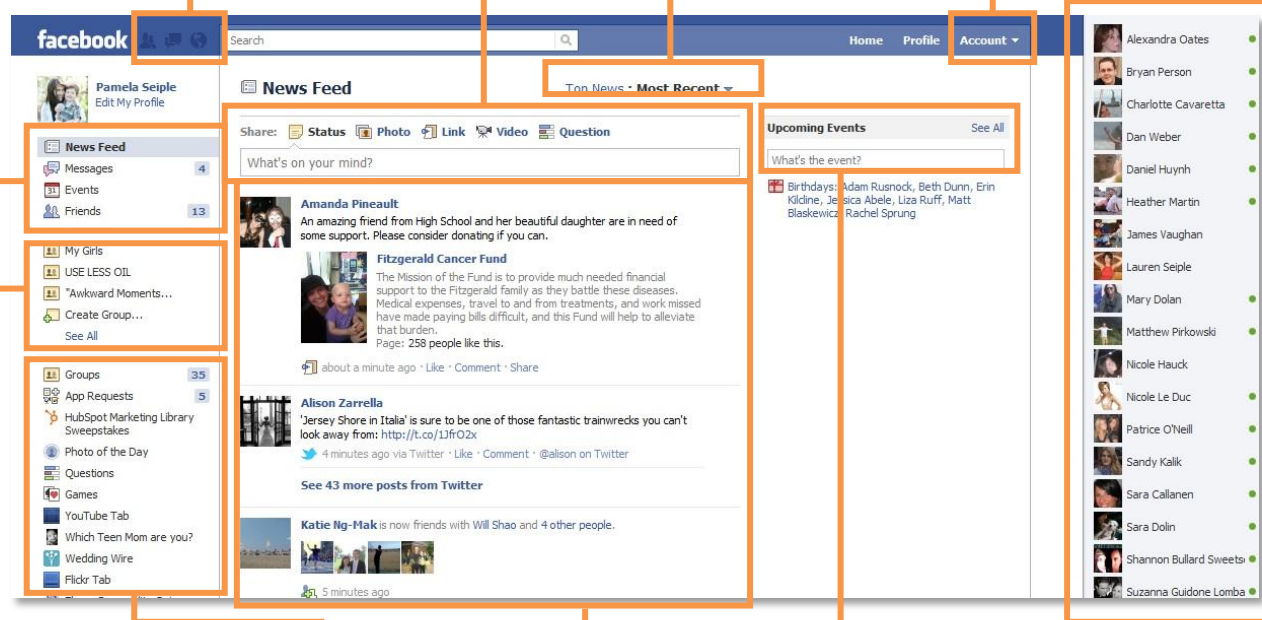 facebook
Search
Home Profile Account
Pamela Seiple
Edit My Profile
News Feed
Messages 4
31 Events
Friends 13
My Girls
USE LESS OIL
"Awkward Moments...
Create Group...
See All
Groups 35
App Requests 5
HubSpot Marketing Library
Sweepstakes
Photo of the Day
Questions
Games
YouTube Tab
Which Teen Mom are you?
Wedding Wire
Flickr Tab
News Feed
Top News · Most Recent
Share: Status Photo Link Video Question
What's on your mind?
Amanda Pineault
An amazing friend from High School and her beautiful daughter are in need of
some support. Please consider donating if you can.
Fitzgerald Cancer Fund
The Mission of the Fund is to provide much needed financial
support to the Fitzgerald family as they battle these diseases.
Medical expenses, travel to and from treatments, and work missed
have made paying bills difficult, and this Fund will help to alleviate
that burden.
Page: 258 people like this.
about a minute ago · Like · Comment · Share
Alison Zarrella
'Jersey Shore in Italia' is sure to be one of those fantastic trainwrecks you can't
look away from: http://t.co/1JfrO2x
4 minutes ago via Twitter · Like · Comment · @alison on Twitter
See 43 more posts from Twitter
Katie Ng-Mak is now friends with Will Shao and 4 other people.
5 minutes ago
Upcoming Events See All
What's the event?
Birthdays: Adam Rusnock, Beth Dunn, Erin
Kildine, Jessica Abele, Liza Ruff, Matt
Blaskewicz, Rachel Sprung
Alexandra Oates
Bryan Person
Charlotte Cavaretta
Dan Weber
Daniel Huynh
Heather Martin
James Vaughan
Lauren Seiple
Mary Dolan
Matthew Pirkowski
Nicole Hauck
Nicole Le Duc
Patrice O'Neill
Sandy Kalik
Sara Callanen
Sara Dolin
Shannon Bullard Sweets
Suzanna Guidone Lomba